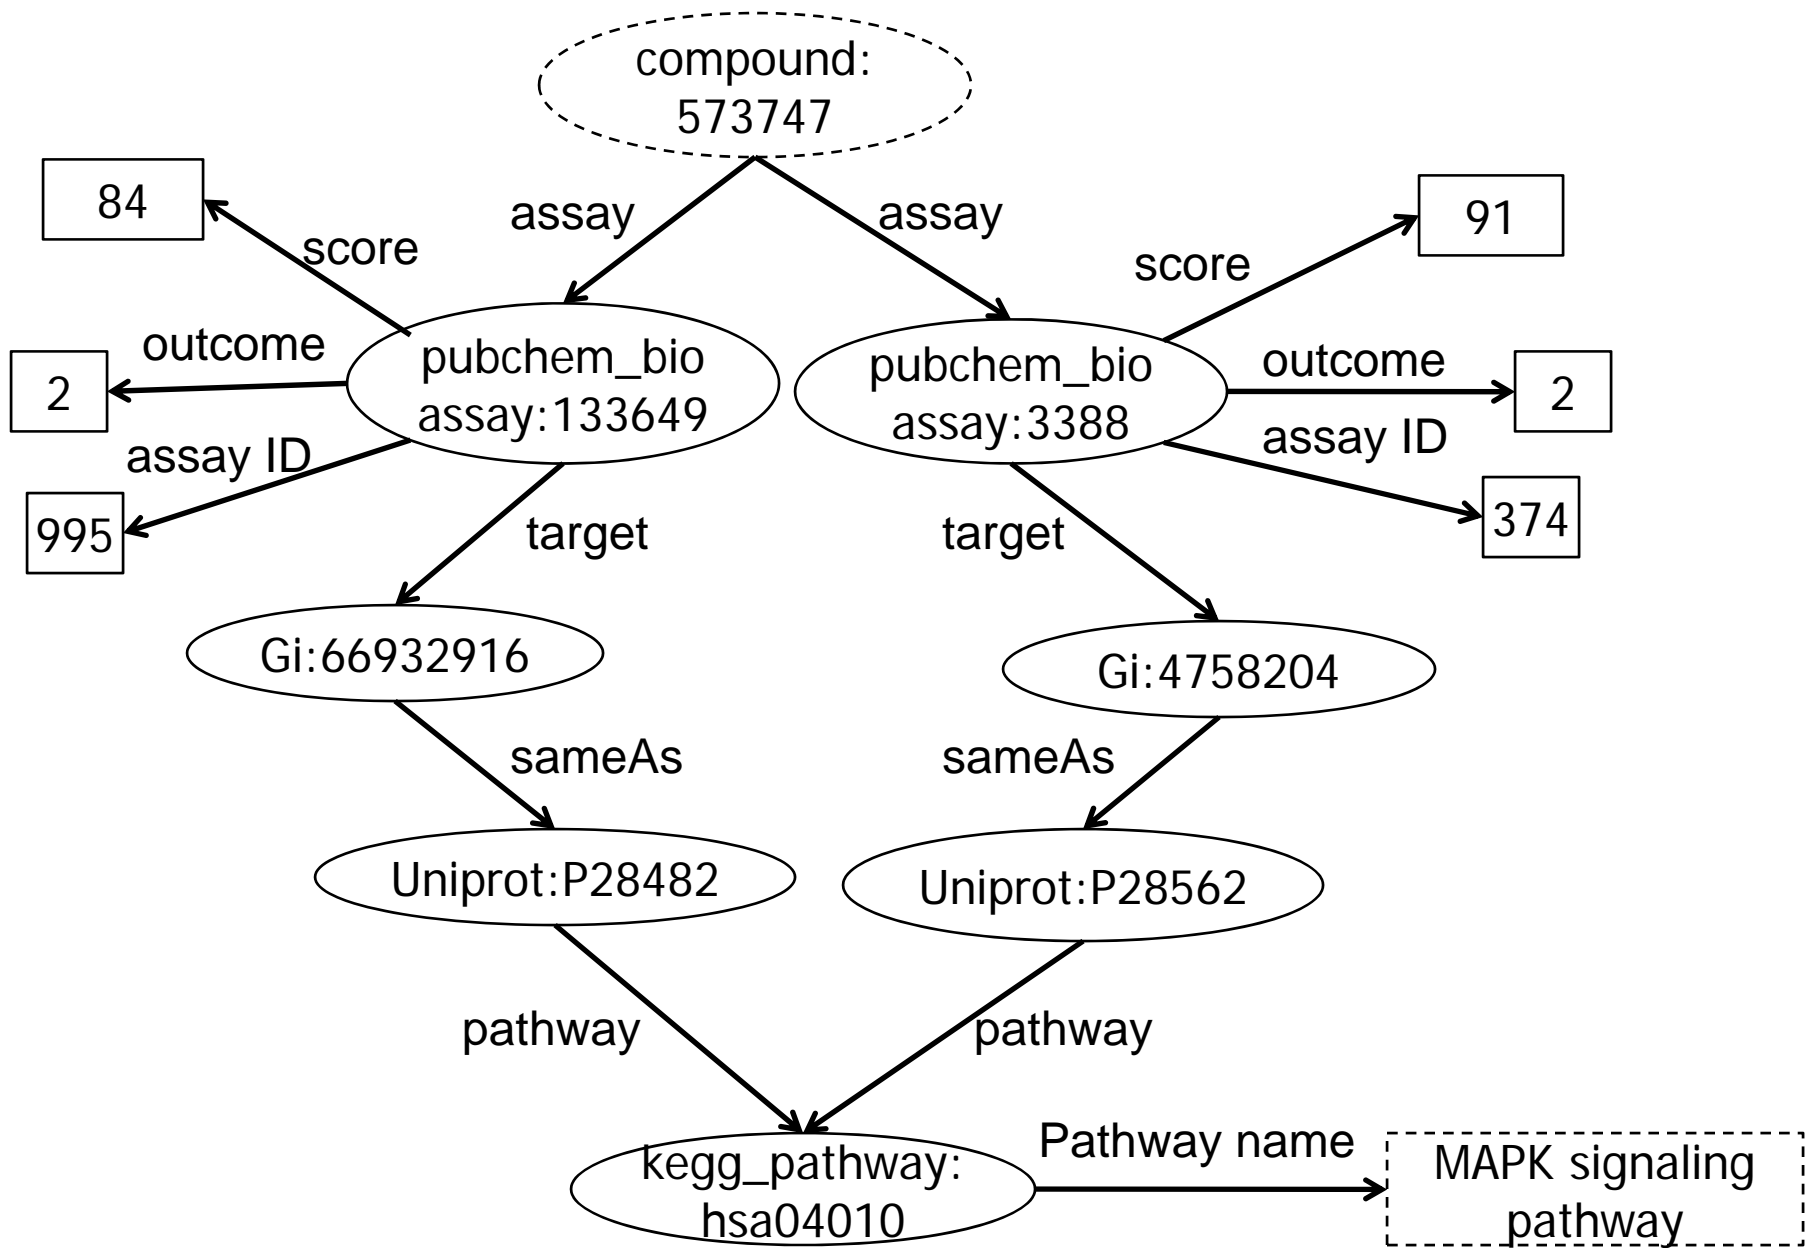 compound:
573747
84
assay
assay
91
score
score
outcome
pubchem_bio
assay:133649
pubchem_bio
assay:3388
outcome
2
2
assay ID
assay ID
995
374
target
target
Gi:66932916
Gi:4758204
sameAs
sameAs
Uniprot:P28482
Uniprot:P28562
pathway
pathway
kegg_pathway:
hsa04010
Pathway name
MAPK signaling
pathway